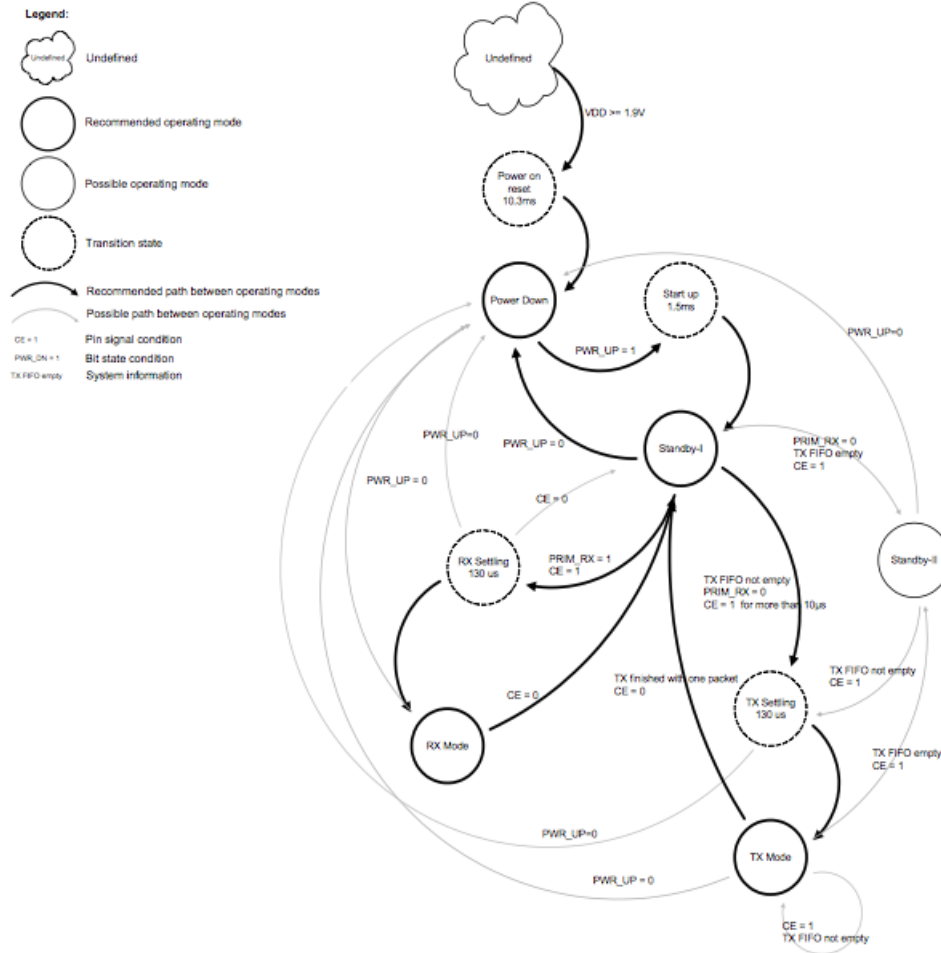 Legend:
Undefined
Undefined
Recommended operating mode
Possible operating mode
Transition state
Recommended path between operating modes
Possible path between operating modes
CE = 1
Pin signal condition
PWR_DN = 1
Bit state condition
TX FIFO empty
System information
Undefined
VDD >= 1.9V
Power on
reset
10.3ms
Power Down
Start up
1.5ms
PWR_UP=0
PWR_UP = 1
PWR_UP=0
PWR_UP = 0
Standby-I
PRIM_RX = 0
TX FIFO empty
CE = 1
PWR_UP = 0
CE = 0
RX Settling
130 us
PRIM_RX = 1
CE = 1
Standby-II
TX FIFO not empty
PRIM_RX = 0
CE = 1 for more than 10µs
TX FIFO not empty
CE = 1
TX finished with one packet
CE = 0
CE = 0
TX Settling
130 us
RX Mode
TX FIFO empty
CE = 1
PWR_UP=0
TX Mode
PWR_UP = 0
CE = 1
TX FIFO not empty